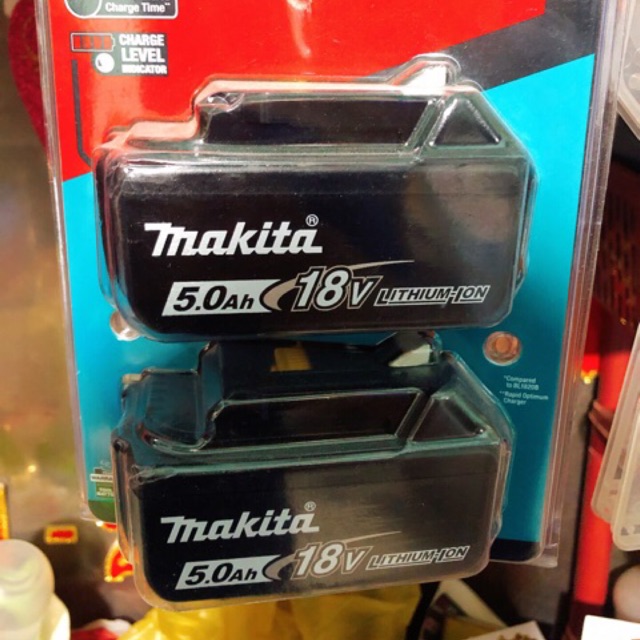 Charge Time**
CHARGE
LEVEL
INDICATOR
makita®
5.0Ah 18V LITHIUM-ION
*Compared
to BL1820B
**Rapid Optimum
Charger
makita®
5.0Ah 18V LITHIUM-ION